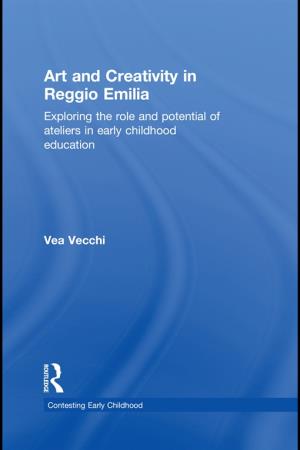 Art and Creativity in
Reggio Emilia
Exploring the role and potential of
ateliers in early childhood
education
Vea Vecchi
ROUTLEDGE
Contesting Early Childhood